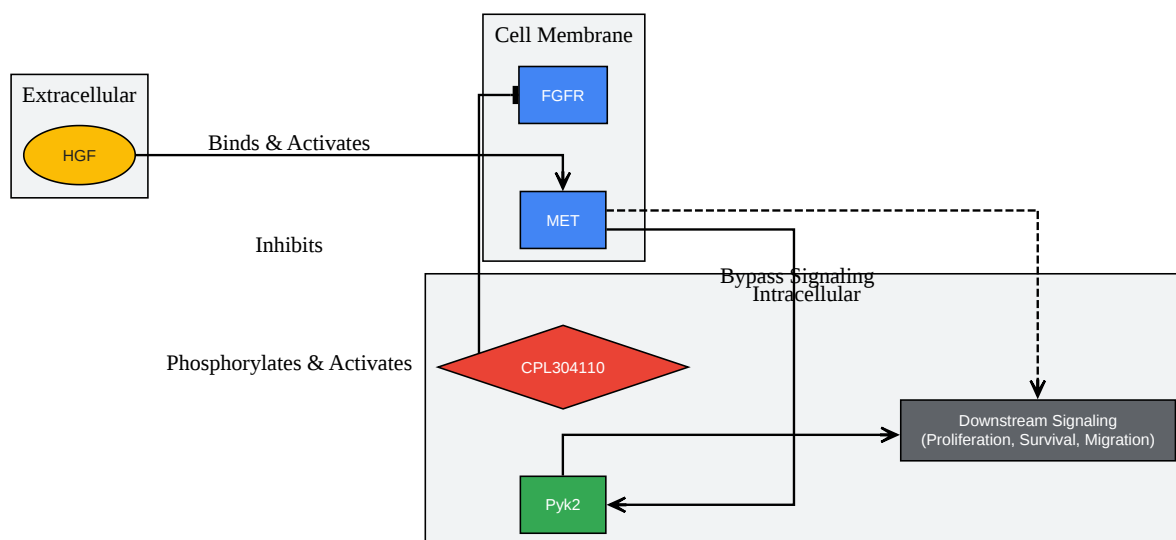 Cell Membrane
Extracellular
FGFR
Binds & Activates
HGF
MET
Inhibits
Bypass Signaling
Intracellular
Phosphorylates & Activates
CPL304110
Downstream Signaling
(Proliferation, Survival, Migration)
Pyk2